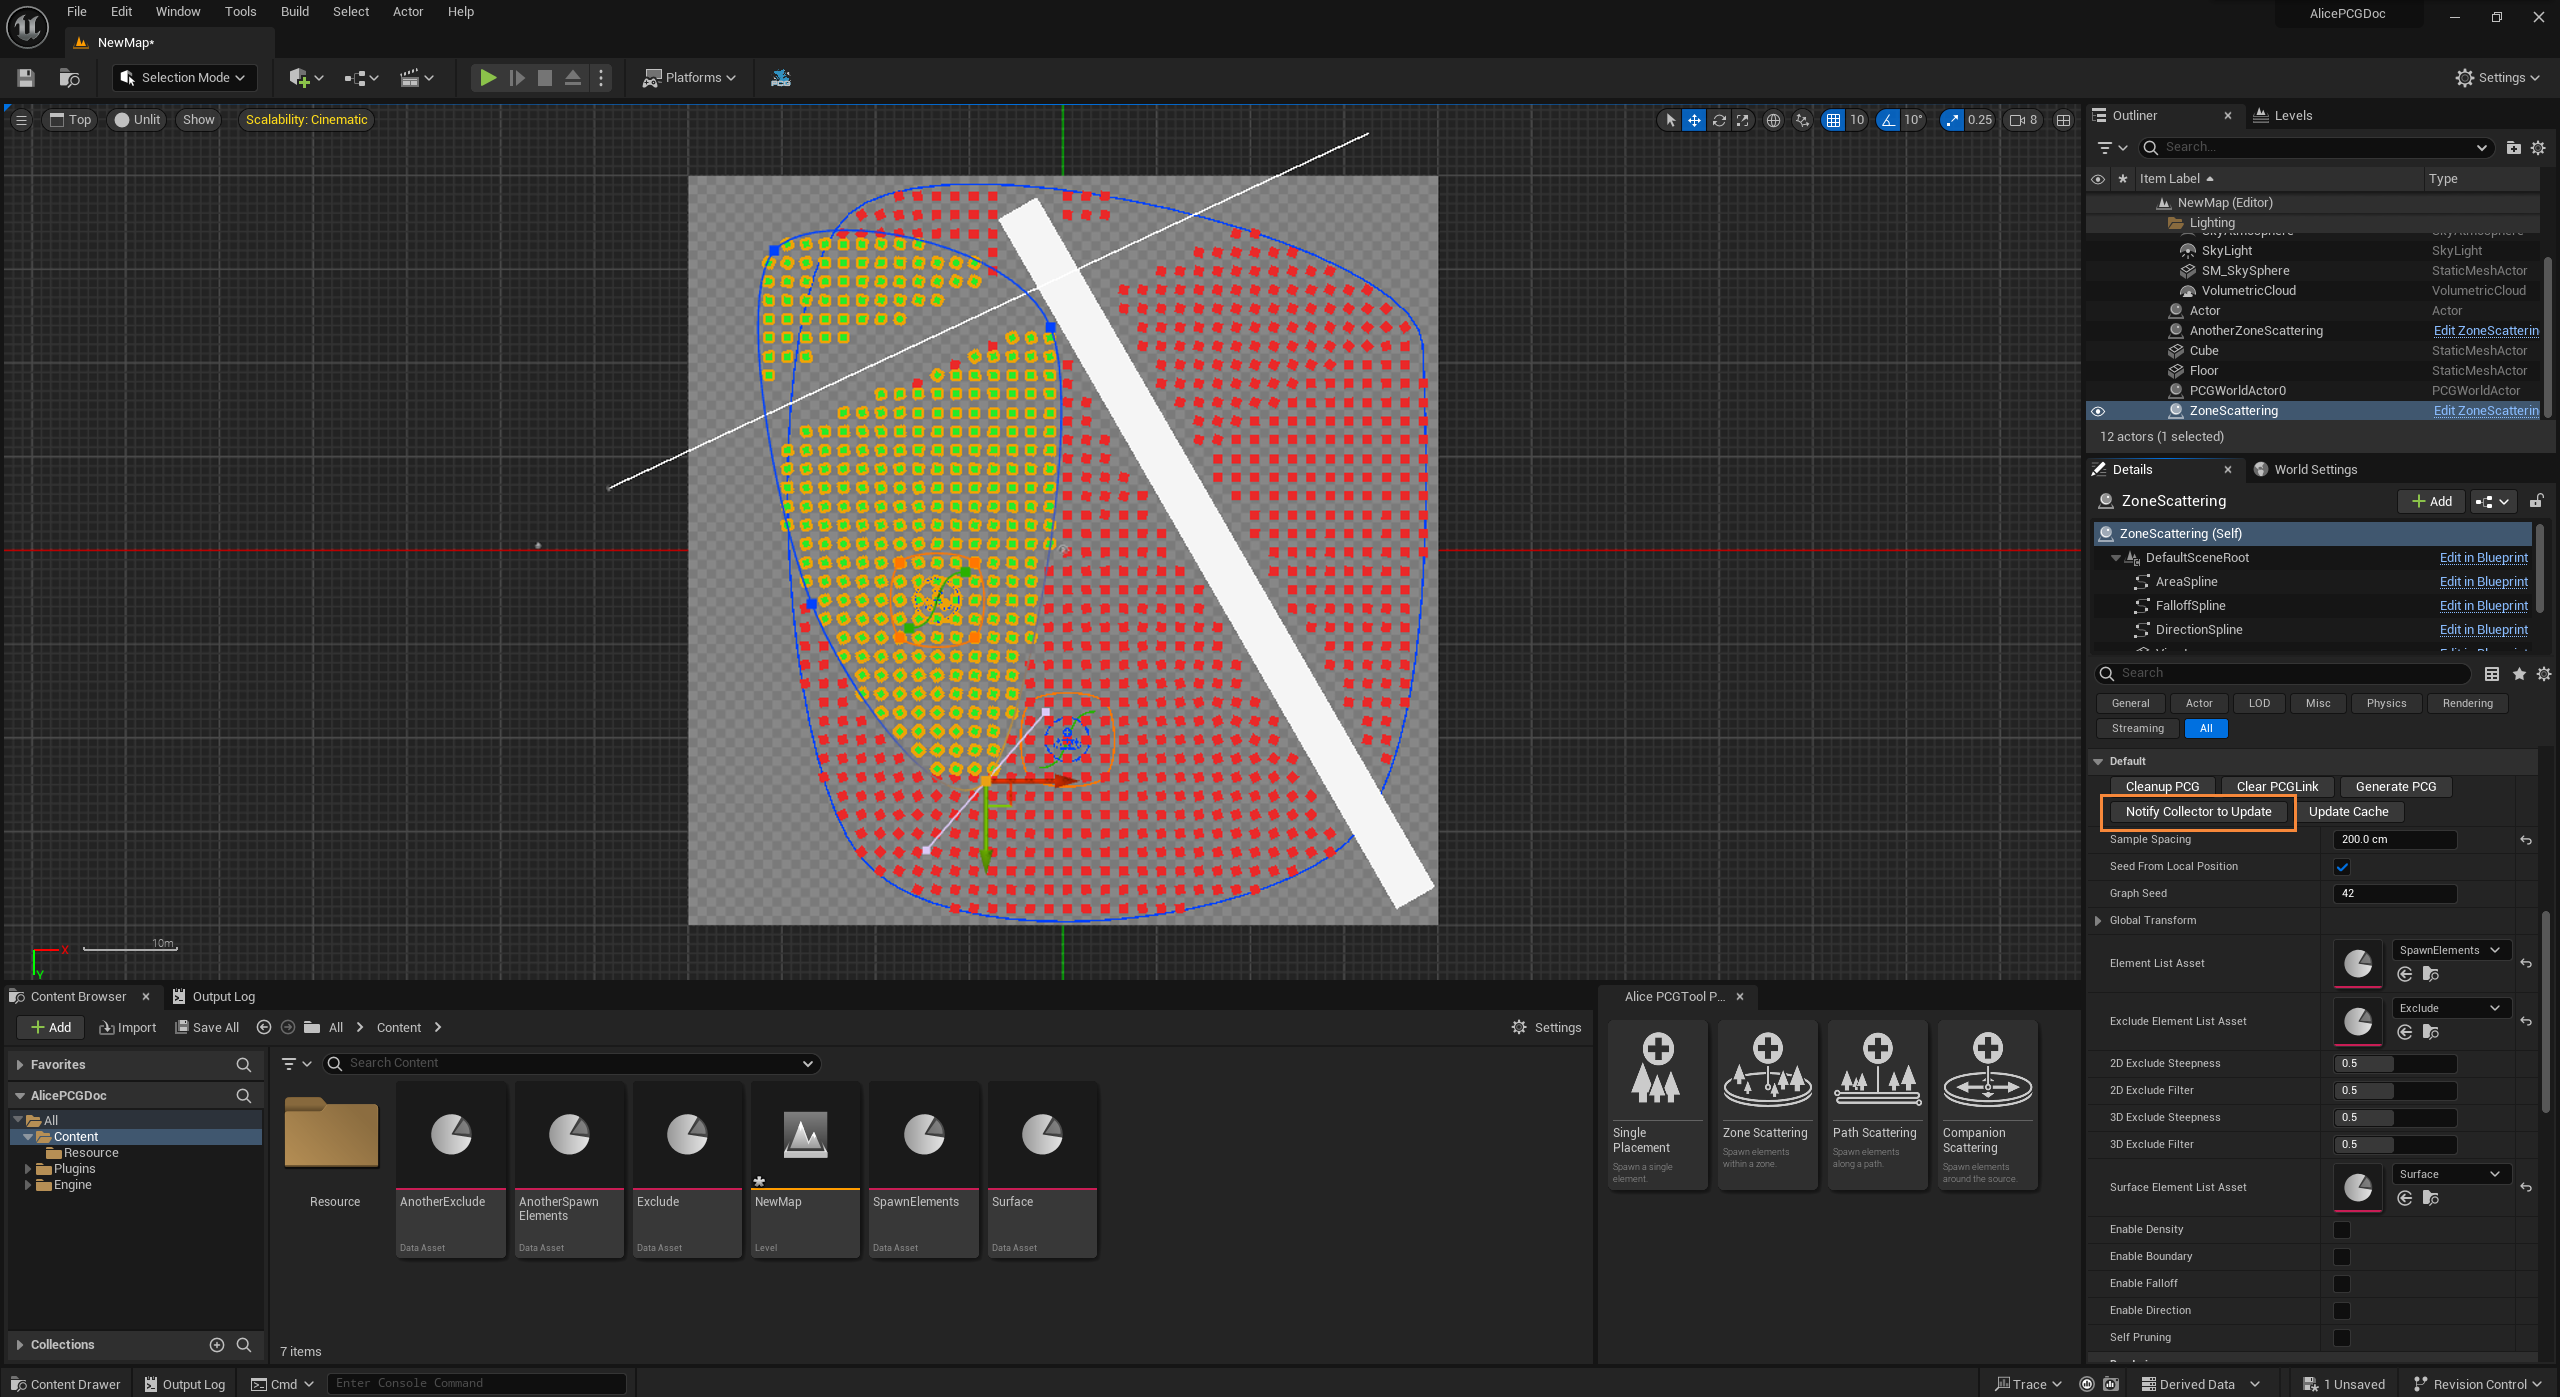 File Edit Window Tools Build Select Actor Help
AlicePCGDoc
NewMap*
Selection Mode
Platforms
Settings
Top
Unlit
Show
Scalability: Cinematic
10
10°
0.25
8
X
Y
10m
Outliner
Levels
Search...
Item Label
Type
NewMap (Editor)
Lighting
SkyLight SkyLight
SM_SkySphere StaticMeshActor
VolumetricCloud VolumetricCloud
Actor Actor
AnotherZoneScattering Edit ZoneScatterin
Cube StaticMeshActor
Floor StaticMeshActor
PCGWorldActor0 PCGWorldActor
ZoneScattering Edit ZoneScatterin
12 actors (1 selected)
Details
World Settings
ZoneScattering
Add
ZoneScattering (Self)
DefaultSceneRoot Edit in Blueprint
AreaSpline Edit in Blueprint
FalloffSpline Edit in Blueprint
DirectionSpline Edit in Blueprint
Search
General Actor LOD Misc Physics Rendering
Streaming All
Default
Cleanup PCG Clear PCGLink Generate PCG
Notify Collector to Update Update Cache
Sample Spacing 200.0 cm
Seed From Local Position
Graph Seed 42
Global Transform
Element List Asset SpawnElements
Exclude Element List Asset Exclude
2D Exclude Steepness 0.5
2D Exclude Filter 0.5
3D Exclude Steepness 0.5
3D Exclude Filter 0.5
Surface Element List Asset Surface
Enable Density
Enable Boundary
Enable Falloff
Enable Direction
Self Pruning
Content Browser
Output Log
Add Import Save All All Content Settings
Favorites
AlicePCGDoc
All
Content
Resource
Plugins
Engine
Collections
Search Content
Resource
AnotherExclude
Data Asset
AnotherSpawn
Elements
Data Asset
Exclude
Data Asset
NewMap
Level
SpawnElements
Data Asset
Surface
Data Asset
7 items
Alice PCGTool P...
Single
Placement
Spawn a single
element.
Zone Scattering
Spawn elements
within a zone.
Path Scattering
Spawn elements
along a path.
Companion
Scattering
Spawn elements
around the source.
Content Drawer Output Log Cmd Enter Console Command
Trace Derived Data 1 Unsaved Revision Control